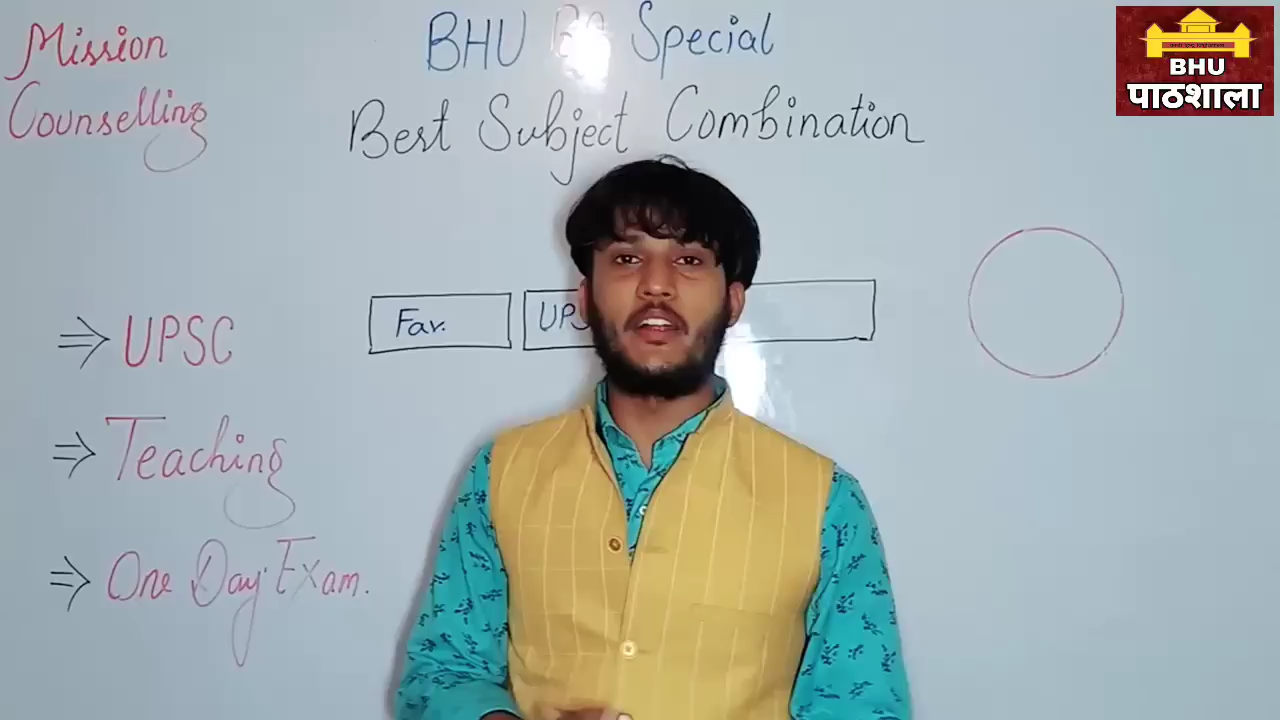 Mission
Counselling
BHU Special
Best Subject Combination
BHU
पाठशाला
Fav.
⇒ UPSC
⇒ Teaching
⇒ One Day Exam.